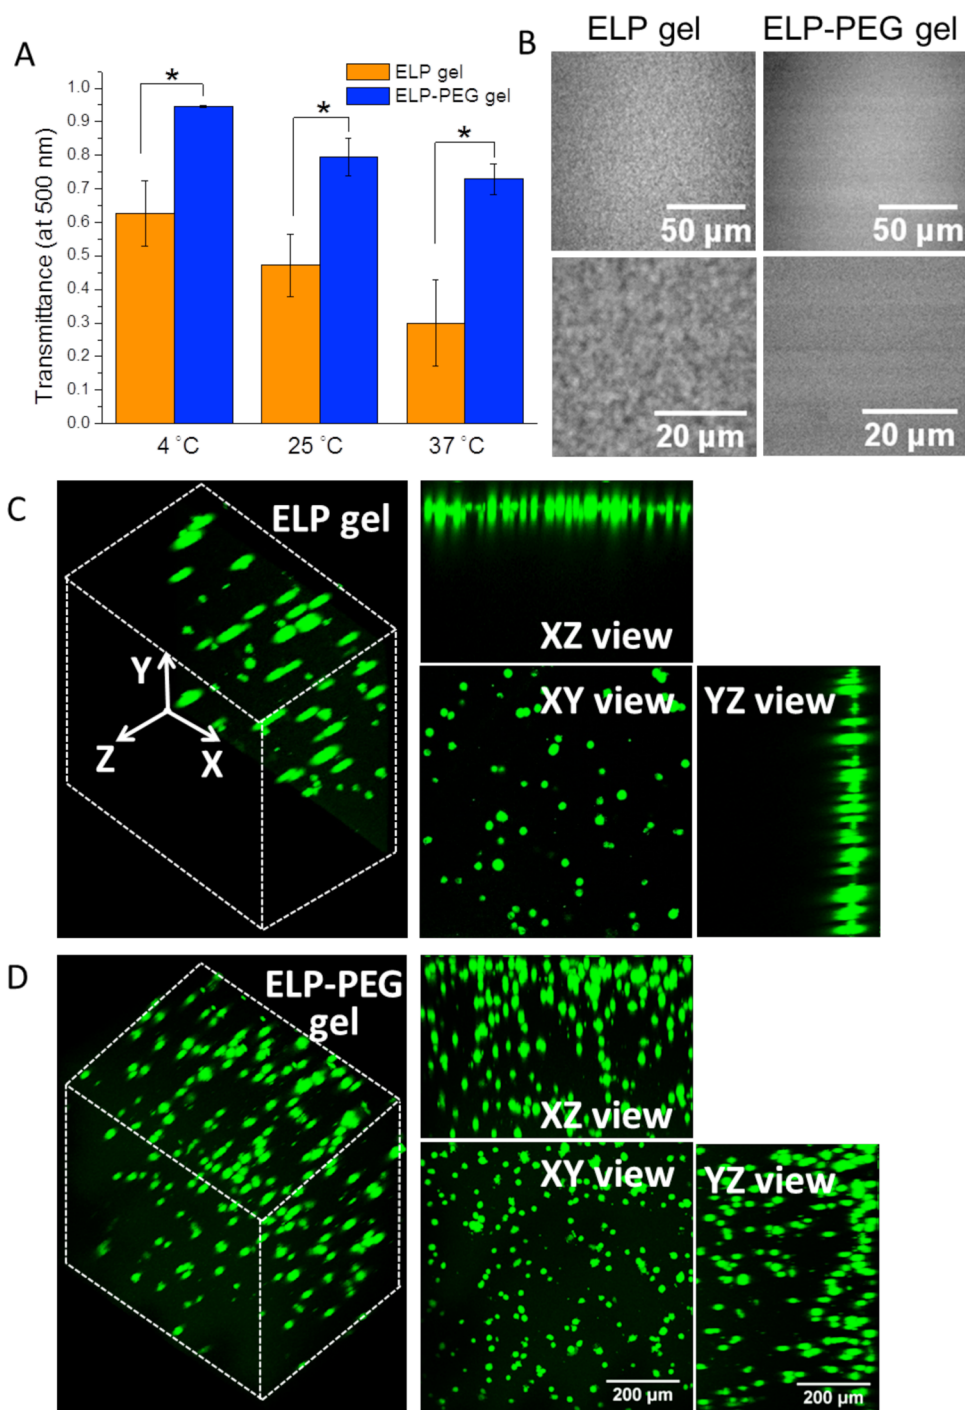 A
ELP gel
ELP-PEG gel
*
*
*
Transmittance (at 500 nm)
1.0
0.9
0.8
0.7
0.6
0.5
0.4
0.3
0.2
0.1
0.0
4 °C
25 °C
37 °C
B
ELP gel
ELP-PEG gel
50 µm
50 µm
20 µm
20 µm
C
ELP gel
Y
Z
X
XZ view
XY view
YZ view
D
ELP-PEG
gel
XZ view
XY view
YZ view
200 µm
200 µm